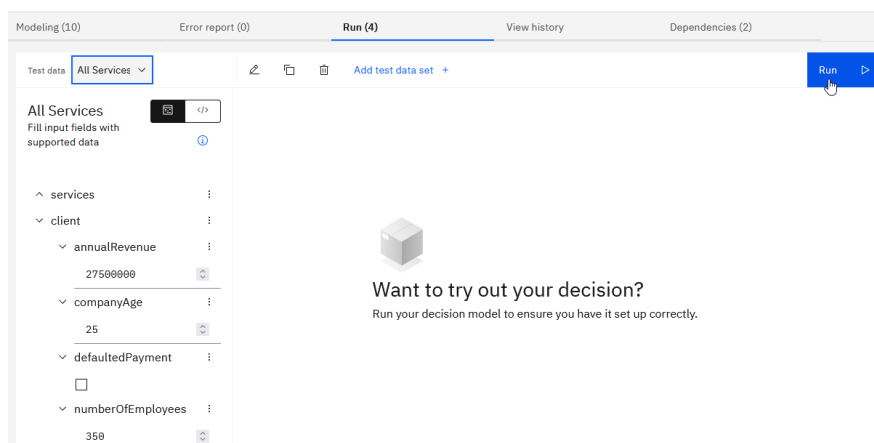 Modeling (10) Error report (0) Run (4) View history Dependencies (2)
Test data All Services Add test data set + Run
All Services
</>
Fill input fields with
supported data
services
client
annualRevenue
27500000
companyAge
25
defaultedPayment
numberOfEmployees
350
Want to try out your decision?
Run your decision model to ensure you have it set up correctly.